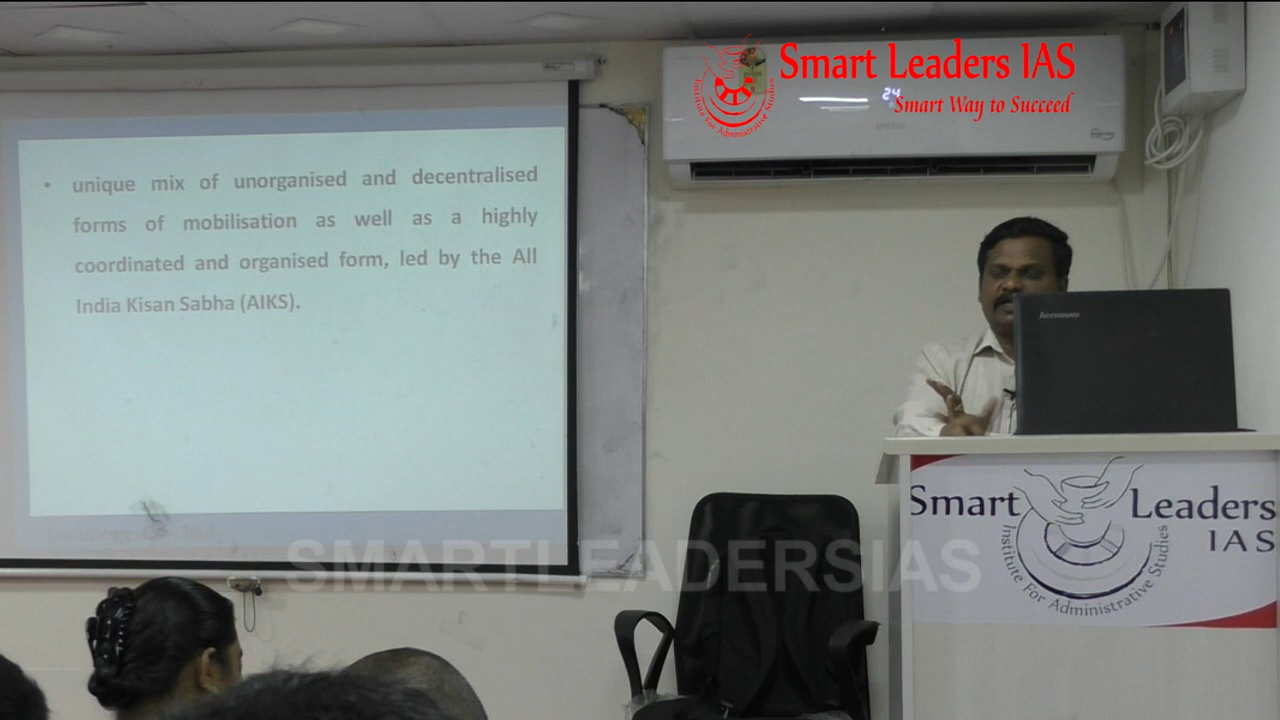 • unique mix of unorganised and decentralised
forms of mobilisation as well as a highly
coordinated and organised form, led by the All
India Kisan Sabha (AIKS).
Smart Leaders IAS
Smart Way to Succeed
Institute For Administrative Studies
24
lenovo
Smart Leaders
IAS
Institute For Administrative Studies
SMARTLEADERSIAS